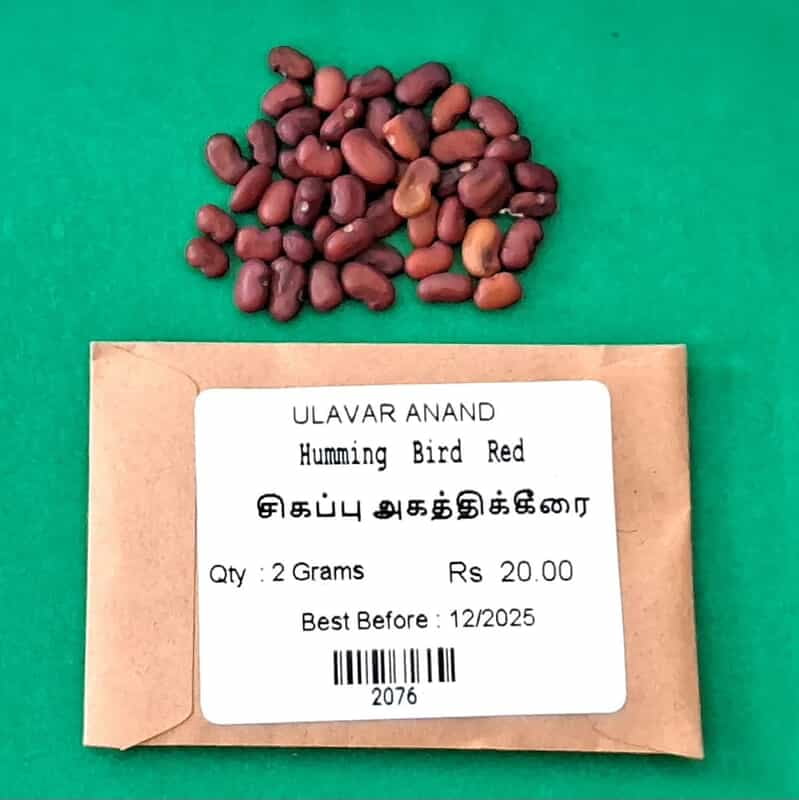 ULAVAR ANAND
Humming Bird Red
சிகப்பு அகத்திக்கீரை
Qty : 2 Grams Rs 20.00
Best Before : 12/2025
2076